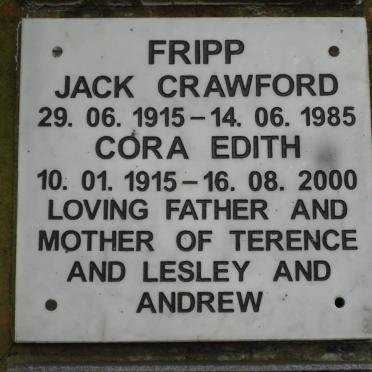 FRIPP
JACK CRAWFORD
29. 06. 1915 – 14. 06. 1985
CORA EDITH
10. 01. 1915 – 16. 08. 2000
LOVING FATHER AND
MOTHER OF TERENCE
AND LESLEY AND
ANDREW